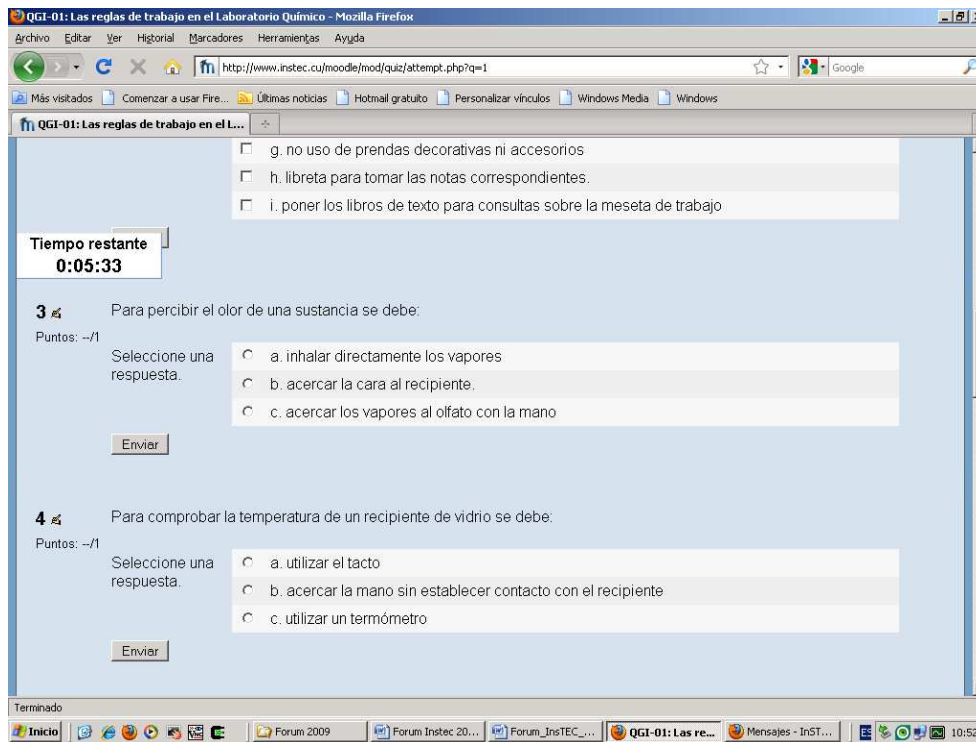 QGI-01: Las reglas de trabajo en el Laboratorio Químico - Mozilla Firefox
Archivo Editar Ver Historial Marcadores Herramientas Ayuda
http://www.instec.cu/moodle/mod/quiz/attempt.php?q=1
Google
Más visitados Comenzar a usar Fire... Últimas noticias Hotmail gratuito Personalizar vínculos Windows Media Windows
QGI-01: Las reglas de trabajo en el L...
g. no uso de prendas decorativas ni accesorios
h. libreta para tomar las notas correspondientes.
i. poner los libros de texto para consultas sobre la meseta de trabajo
Tiempo restante
0:05:33
3 Para percibir el olor de una sustancia se debe:
Puntos: --/1
Seleccione una respuesta.
a. inhalar directamente los vapores
b. acercar la cara al recipiente.
c. acercar los vapores al olfato con la mano
Enviar
4 Para comprobar la temperatura de un recipiente de vidrio se debe:
Puntos: --/1
Seleccione una respuesta.
a. utilizar el tacto
b. acercar la mano sin establecer contacto con el recipiente
c. utilizar un termómetro
Enviar
Terminado
Inicio Forum 2009 Forum Instec 20... Forum_InsTEC_... QGI-01: Las re... Mensajes - InST... ES